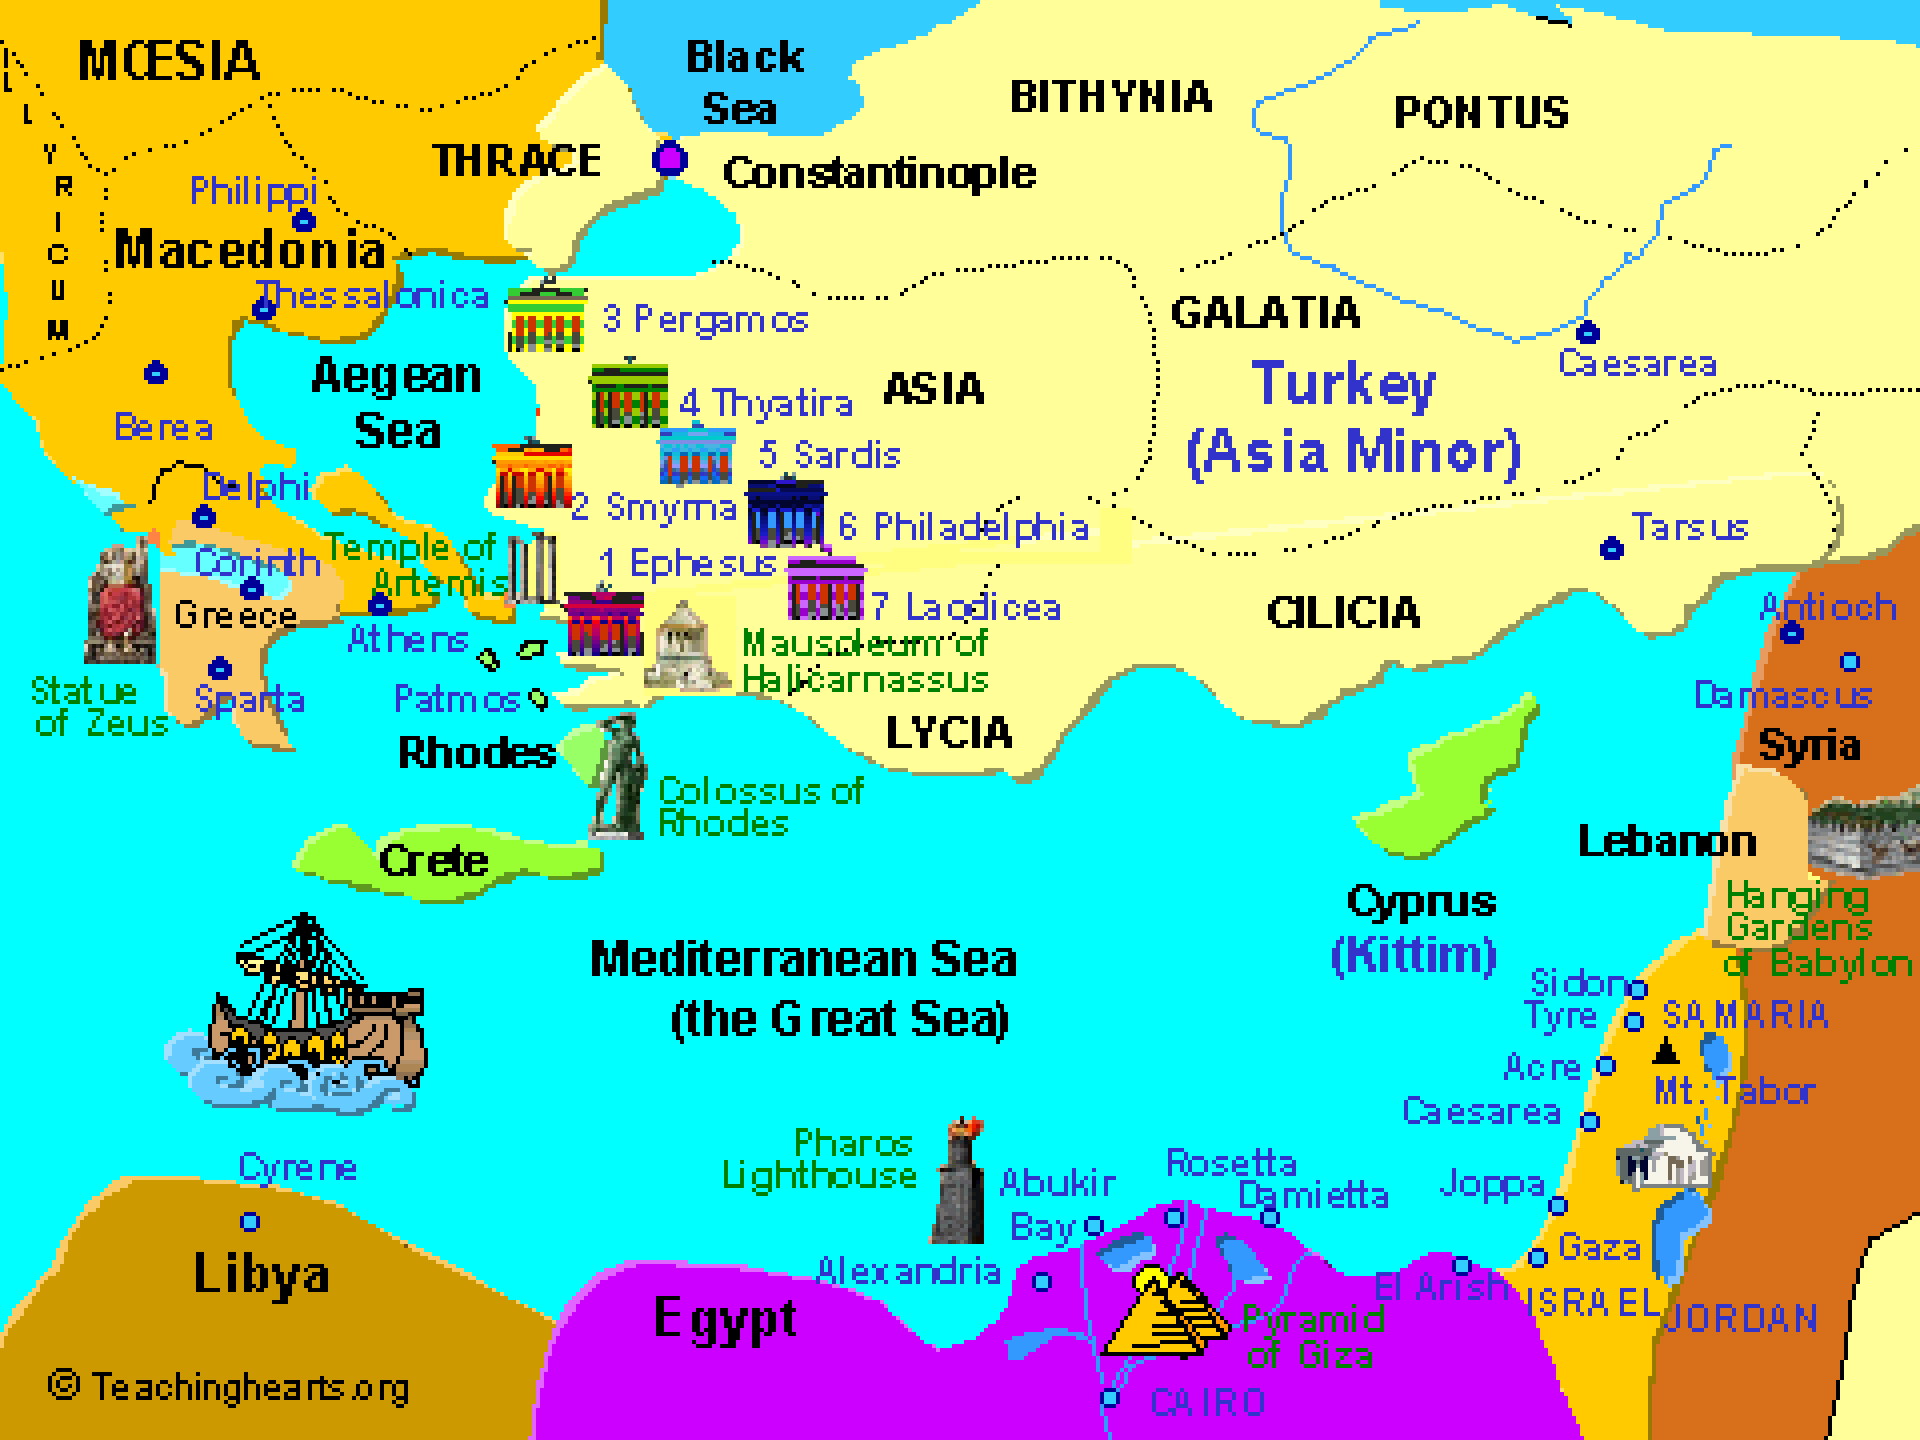 MŒSIA
Black
Sea
BITHYNIA
PONTUS
ILLYRICUM
THRACE
Constantinople
Philippi
Macedonia
Thessalonica
3 Pergamos
GALATIA
Turkey
(Asia Minor)
Caesarea
Aegean
Sea
4 Thyatira
ASIA
Berea
5 Sardis
Delphi
2 Smyrna
6 Philadelphia
Tarsus
Temple of
Artemis
Corinth
1 Ephesus
Greece
7 Laodicea
CILICIA
Antioch
Athens
Mausoleum of
Halicarnassus
Statue
of Zeus
Sparta
Patmos
Damascus
Rhodes
LYCIA
Syria
Colossus of
Rhodes
Crete
Lebanon
Cyprus
(Kittim)
Hanging
Gardens
of Babylon
Mediterranean Sea
(the Great Sea)
Sidon
Tyre
SAMARIA
Acre
Mt. Tabor
Caesarea
Pharos
Lighthouse
Cyrene
Abukir
Bay
Rosetta
Damietta
Joppa
Gaza
Libya
Alexandria
El Arish
ISRAEL
JORDAN
Egypt
Pyramid
of Giza
© Teachinghearts.org
CAIRO